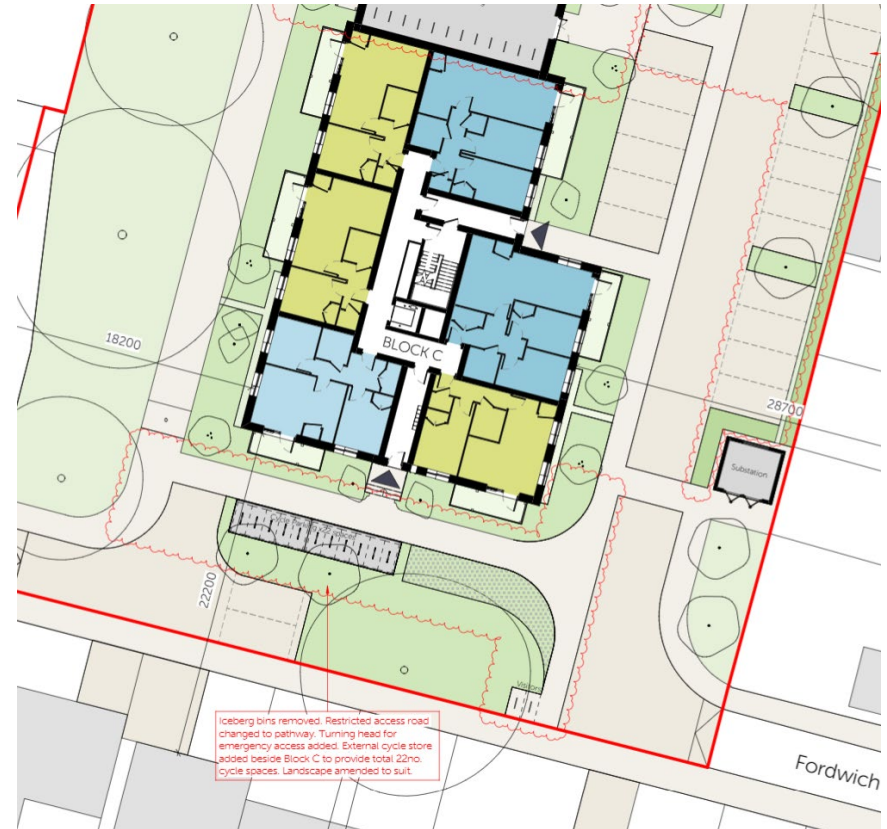 18200
BLOCK C
28700
Substation
22200
Visitors
Iceberg bins removed. Restricted access road
changed to pathway. Turning head for
emergency access added. External cycle store
added beside Block C to provide total 22no.
cycle spaces. Landscape amended to suit.
Fordwich